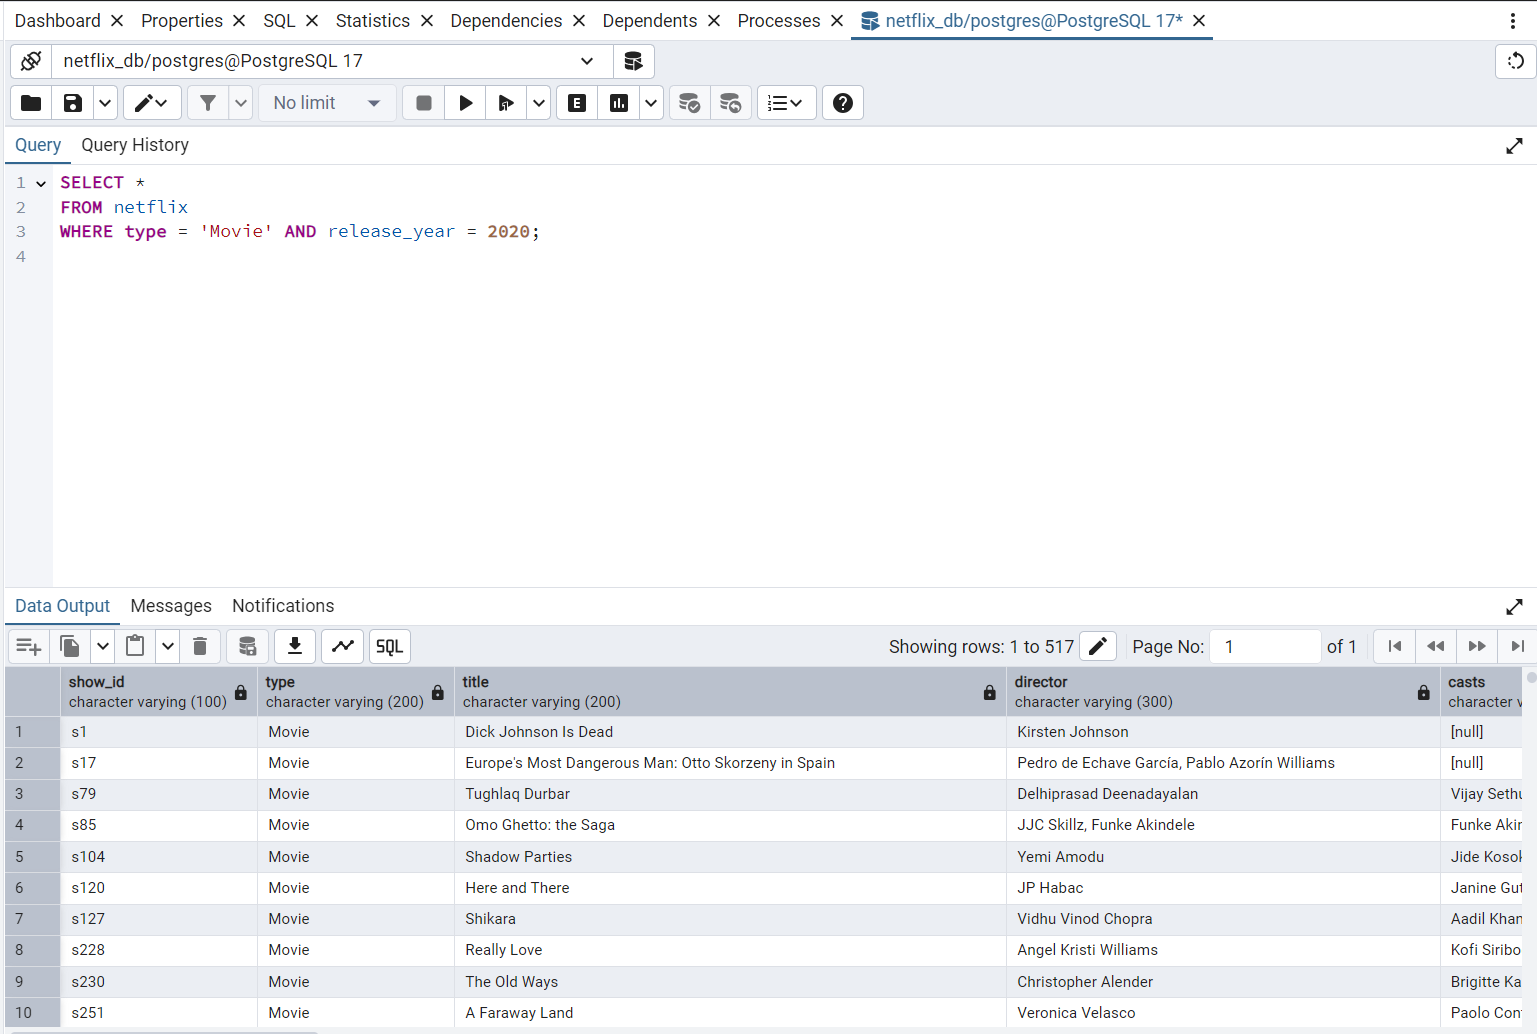 Dashboard Properties SQL Statistics Dependencies Dependents Processes netflix_db/postgres@PostgreSQL 17*
netflix_db/postgres@PostgreSQL 17
No limit E
Query Query History
1 SELECT *
2 FROM netflix
3 WHERE type = 'Movie' AND release_year = 2020;
4
Data Output Messages Notifications
SQL Showing rows: 1 to 517 Page No: 1 of 1
show_id type title director casts
character varying (100) character varying (200) character varying (200) character varying (300) character v
1 s1 Movie Dick Johnson Is Dead Kirsten Johnson [null]
2 s17 Movie Europe's Most Dangerous Man: Otto Skorzeny in Spain Pedro de Echave García, Pablo Azorín Williams [null]
3 s79 Movie Tughlaq Durbar Delhiprasad Deenadayalan Vijay Sethu
4 s85 Movie Omo Ghetto: the Saga JJC Skillz, Funke Akindele Funke Akin
5 s104 Movie Shadow Parties Yemi Amodu Jide Kosok
6 s120 Movie Here and There JP Habac Janine Gut
7 s127 Movie Shikara Vidhu Vinod Chopra Aadil Khan
8 s228 Movie Really Love Angel Kristi Williams Kofi Siribo
9 s230 Movie The Old Ways Christopher Alender Brigitte Ka
10 s251 Movie A Faraway Land Veronica Velasco Paolo Con